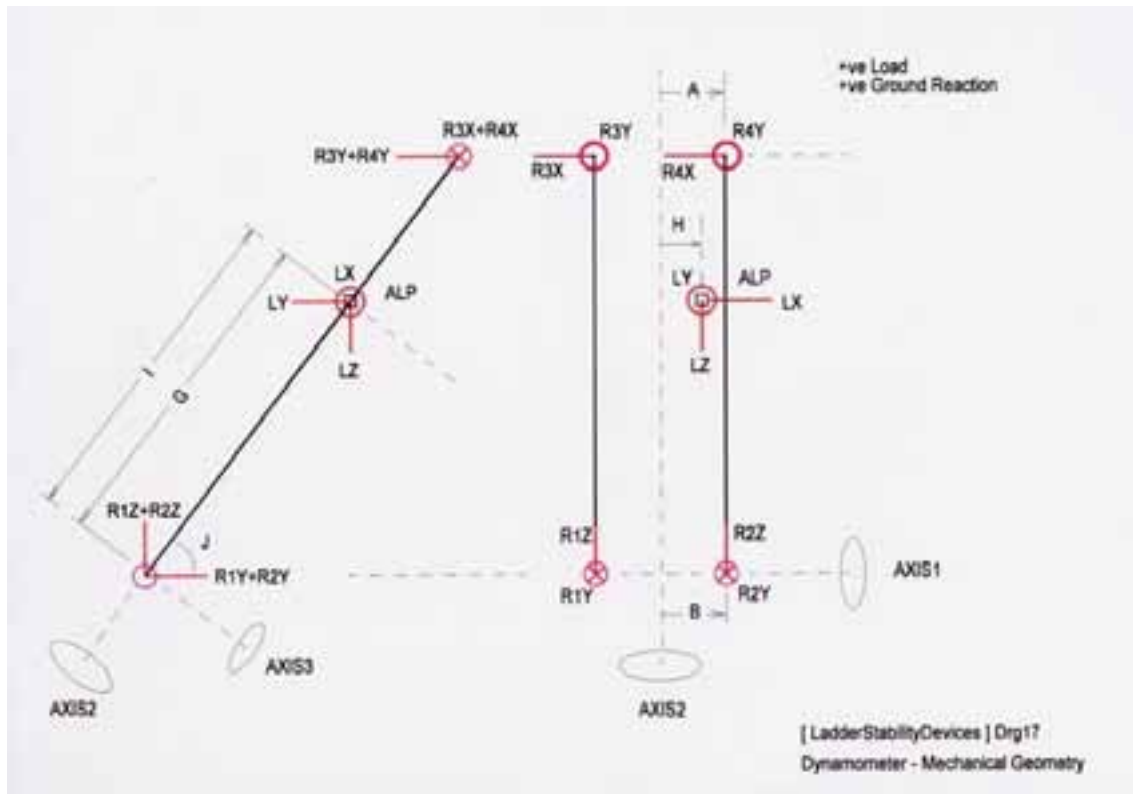 +ve Load
+ve Ground Reaction
A
R3X+R4X
R3Y
R4Y
R3Y+R4Y
R3X
R4X
H
LX
LY
ALP
LY
ALP
LX
LZ
LZ
I
G
R1Z+R2Z
R1Z
R2Z
J
R1Y+R2Y
AXIS1
R1Y
R2Y
B
AXIS3
AXIS2
AXIS2
[ LadderStabilityDevices ] Drg17
Dynamometer - Mechanical Geometry